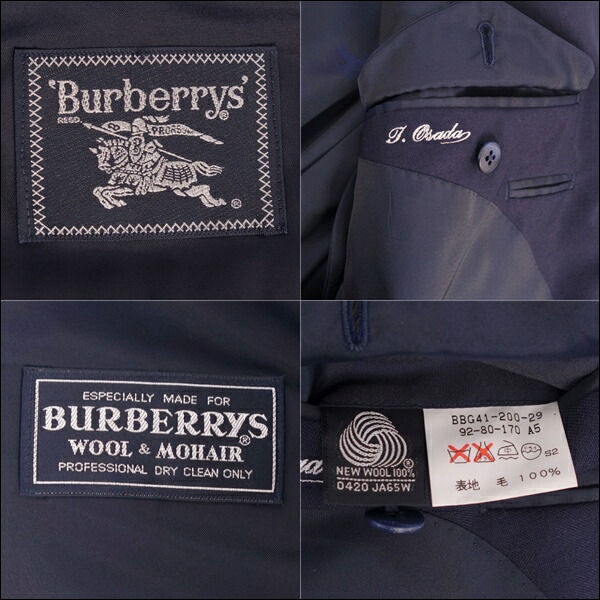 'Burberrys'®
REGD.
PRORSUM
®
T. Osada
ESPECIALLY MADE FOR
BURBERRYS®
WOOL & MOHAIR
PROFESSIONAL DRY CLEAN ONLY
NEW WOOL 100%
0420 JA65W
BBG41-200-29
92-80-170 A5
S2
表地 毛 100%